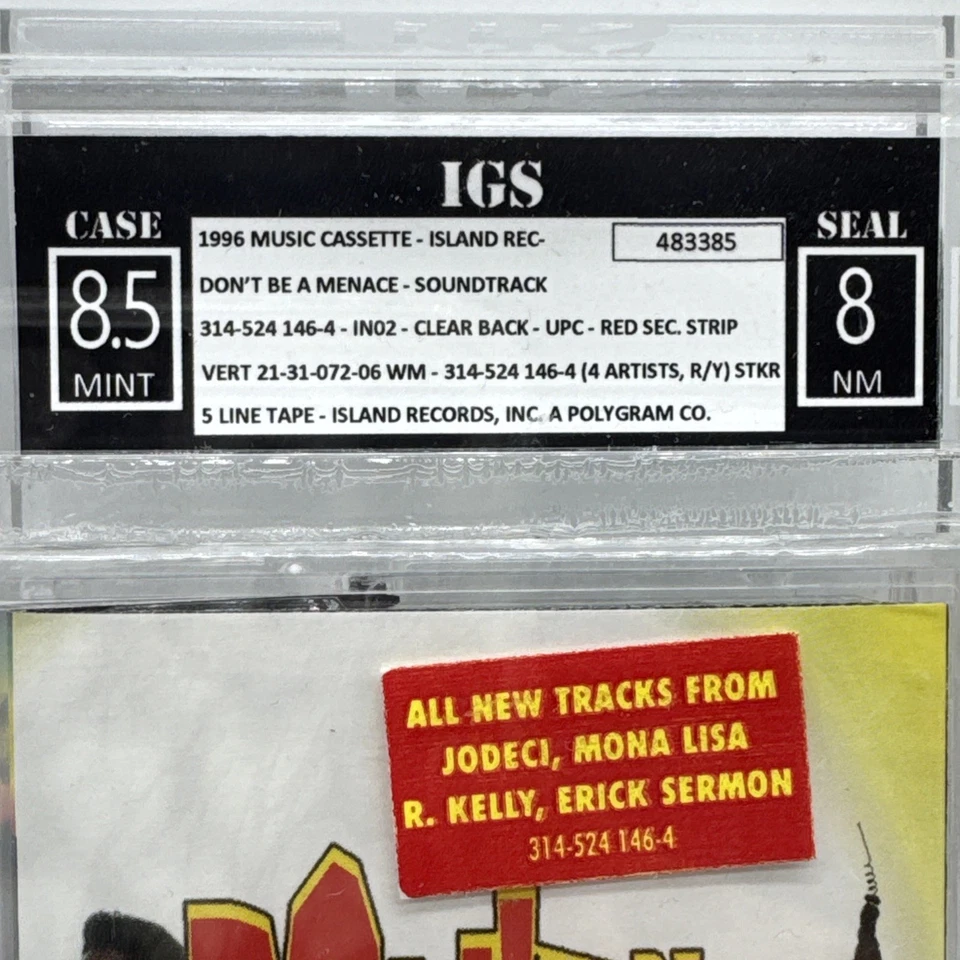 IGS
CASE
8.5
MINT
1996 MUSIC CASSETTE - ISLAND REC-
483385
DON'T BE A MENACE - SOUNDTRACK
314-524 146-4 - IN02 - CLEAR BACK - UPC - RED SEC. STRIP
VERT 21-31-072-06 WM - 314-524 146-4 (4 ARTISTS, R/Y) STKR
5 LINE TAPE - ISLAND RECORDS, INC. A POLYGRAM CO.
SEAL
8
NM
ALL NEW TRACKS FROM
JODECI, MONA LISA
R. KELLY, ERICK SERMON
314-524 146-4